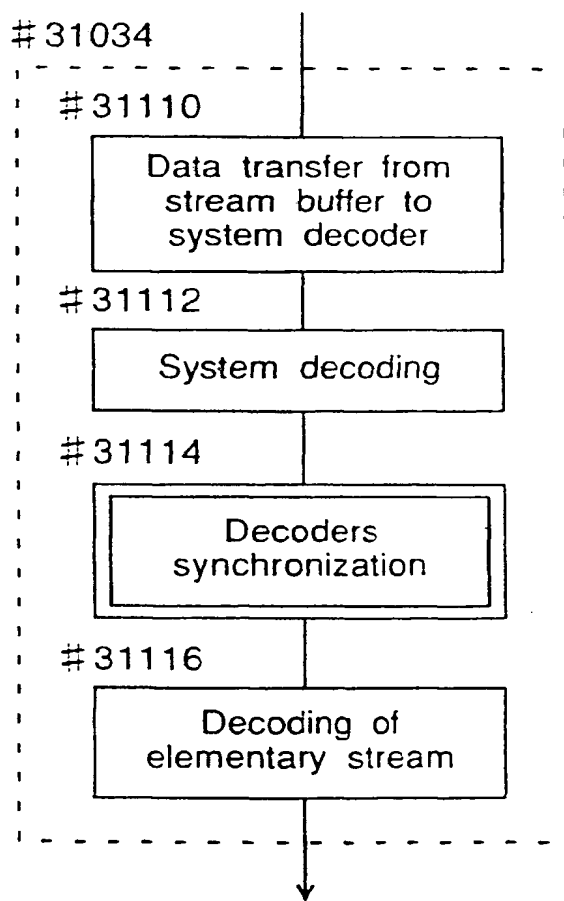 #31034
#31110
Data transfer from
stream buffer to
system decoder
#31112
System decoding
#31114
Decoders
synchronization
#31116
Decoding of
elementary stream